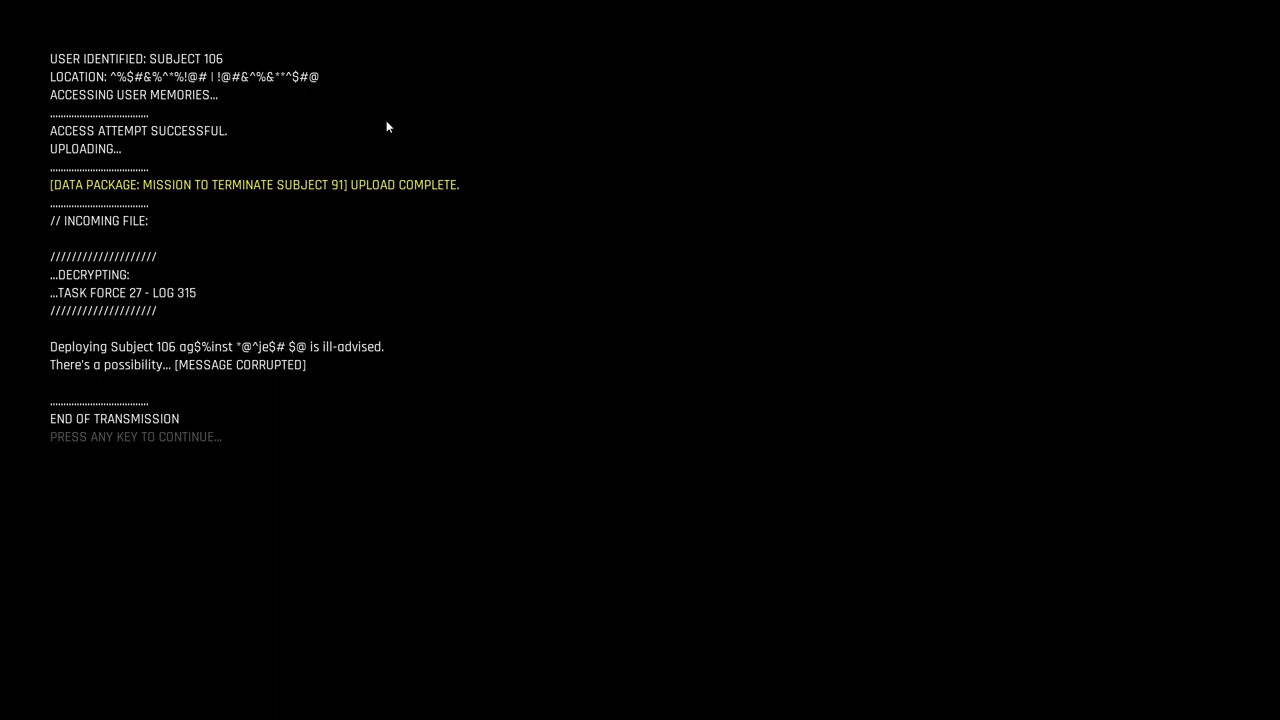 USER IDENTIFIED: SUBJECT 106
LOCATION: ^%$#&%^*%!@# | !@#&^%&**^$#@
ACCESSING USER MEMORIES...
.....................................
ACCESS ATTEMPT SUCCESSFUL.
UPLOADING...
.....................................
[DATA PACKAGE: MISSION TO TERMINATE SUBJECT 91] UPLOAD COMPLETE.
.....................................
// INCOMING FILE:
////////////////////
...DECRYPTING:
...TASK FORCE 27 - LOG 315
////////////////////
Deploying Subject 106 ag$%inst *@^je$# $@ is ill-advised.
There's a possibility... [MESSAGE CORRUPTED]
.....................................
END OF TRANSMISSION
PRESS ANY KEY TO CONTINUE...